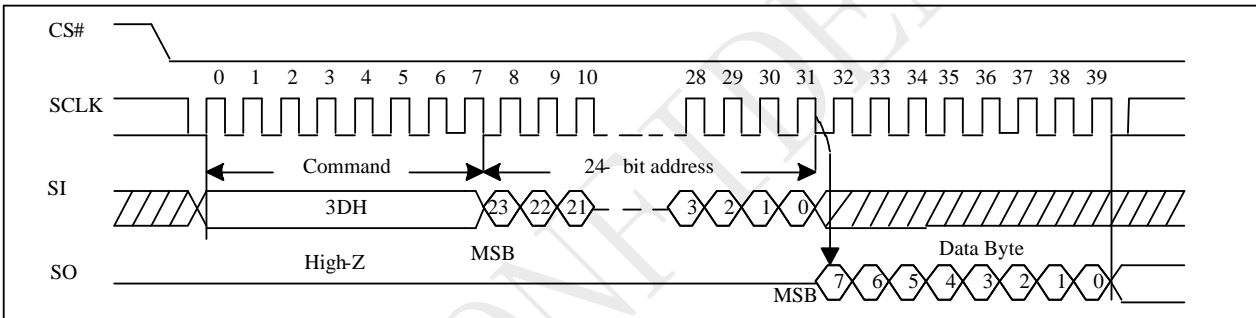 CS#
0 1 2 3 4 5 6 7 8 9 10 28 29 30 31 32 33 34 35 36 37 38 39
SCLK
Command 24- bit address
SI
3DH 23 22 21 3 2 1 0
MSB Data Byte
High-Z
SO
MSB 7 6 5 4 3 2 1 0